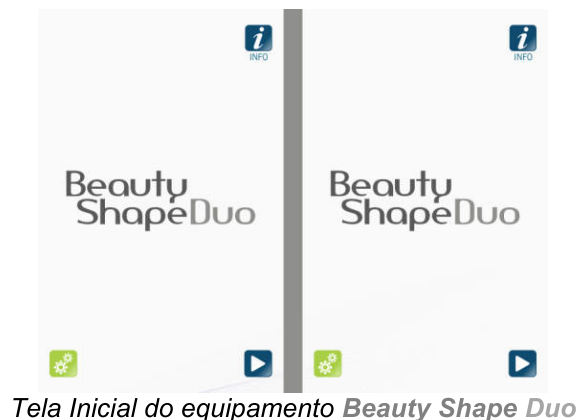 INFO
Beauty
ShapeDuo
INFO
Beauty
ShapeDuo
Tela Inicial do equipamento Beauty Shape Duo